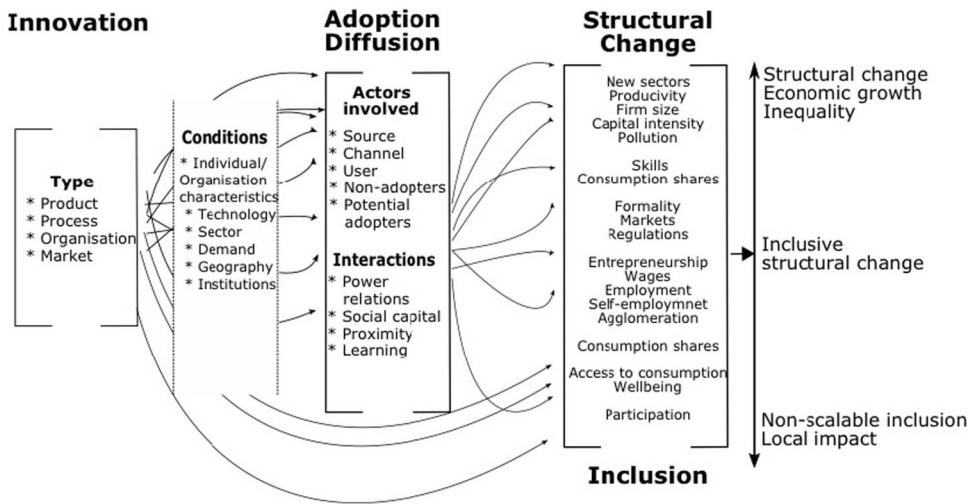 Innovation
Adoption
Diffusion
Structural
Change
Type
* Product
* Process
* Organisation
* Market
Conditions
* Individual/
Organisation
characteristics
* Technology
* Sector
* Demand
* Geography
* Institutions
Actors
involved
* Source
* Channel
* User
* Non-adopters
* Potential
adopters
Interactions
* Power
relations
* Social capital
* Proximity
* Learning
New sectors
Producivity
Firm size
Capital intensity
Pollution
Skills
Consumption shares
Formality
Markets
Regulations
Entrepreneurship
Wages
Employment
Self-employmnet
Agglomeration
Consumption shares
Access to consumption
Wellbeing
Participation
Inclusion
Structural change
Economic growth
Inequality
Inclusive
structural change
Non-scalable inclusion
Local impact